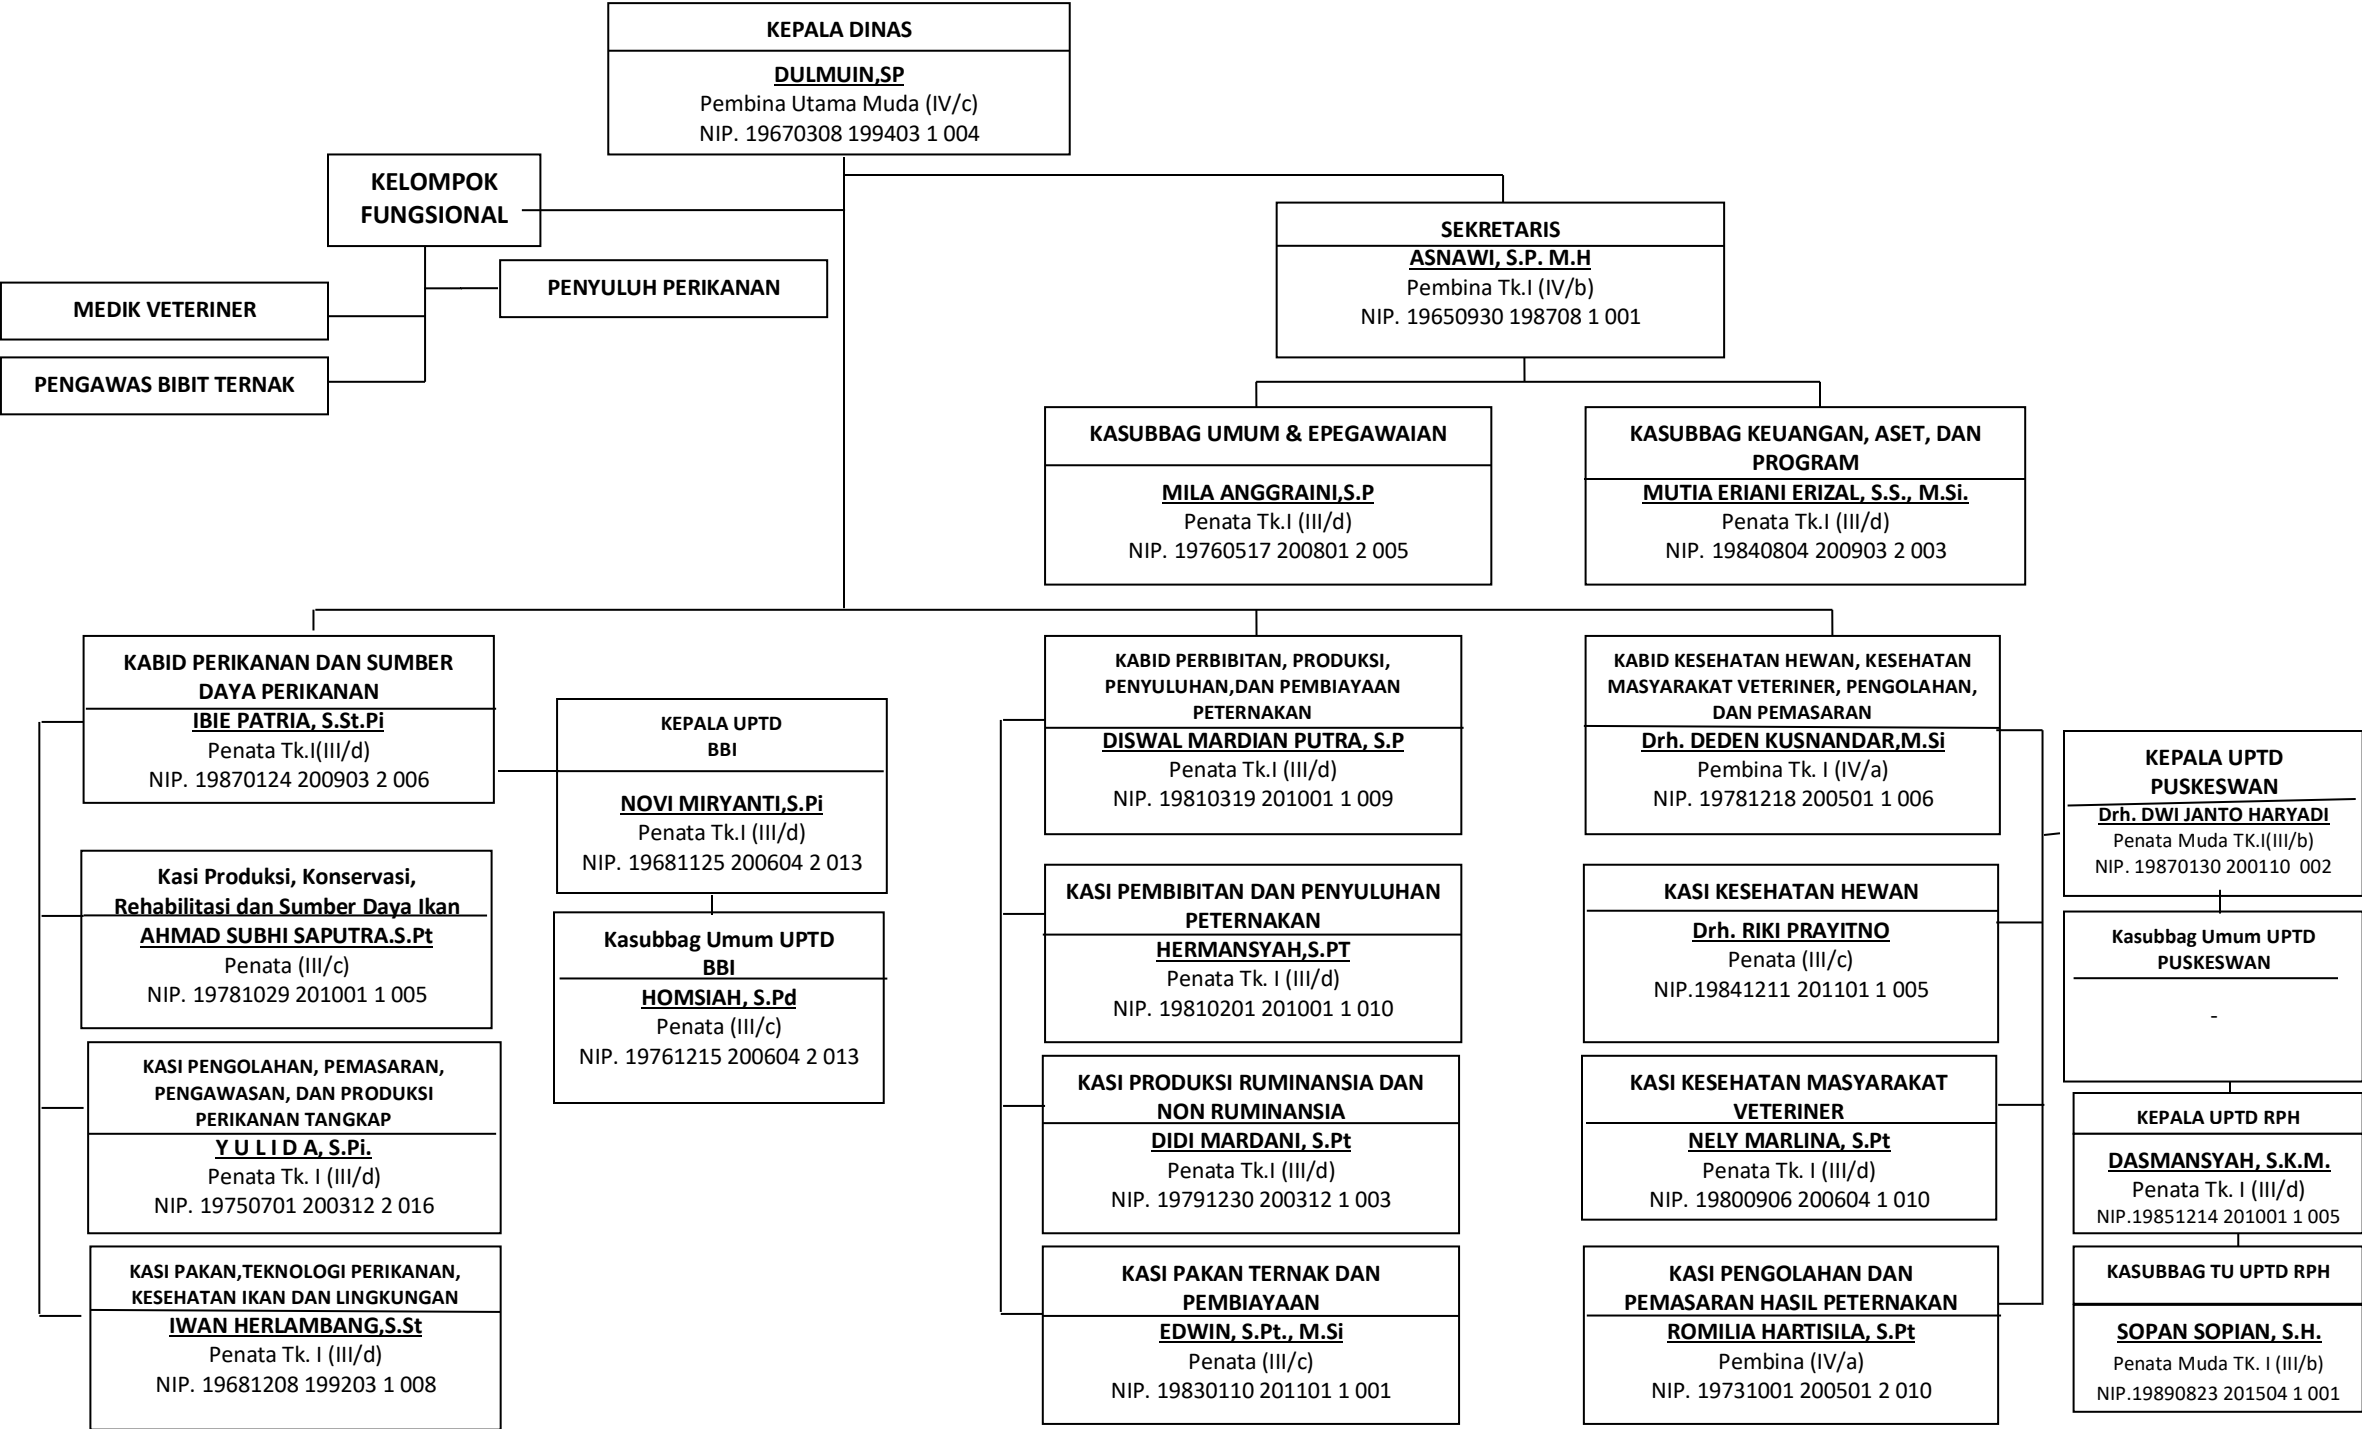 KEPALA DINAS
DULMUIN,SP
Pembina Utama Muda (IV/c)
NIP. 19670308 199403 1 004
KELOMPOK
FUNGSIONAL
PENYULUH PERIKANAN
MEDIK VETERINER
PENGAWAS BIBIT TERNAK
SEKRETARIS
ASNAWI, S.P. M.H
Pembina Tk.I (IV/b)
NIP. 19650930 198708 1 001
KASUBBAG UMUM & EPEGAWAIAN
MILA ANGGRAINI,S.P
Penata Tk.I (III/d)
NIP. 19760517 200801 2 005
KASUBBAG KEUANGAN, ASET, DAN
PROGRAM
MUTIA ERIANI ERIZAL, S.S., M.Si.
Penata Tk.I (III/d)
NIP. 19840804 200903 2 003
KABID PERIKANAN DAN SUMBER
DAYA PERIKANAN
IBIE PATRIA, S.St.Pi
Penata Tk.I(III/d)
NIP. 19870124 200903 2 006
Kasi Produksi, Konservasi,
Rehabilitasi dan Sumber Daya Ikan
AHMAD SUBHI SAPUTRA.S.Pt
Penata (III/c)
NIP. 19781029 201001 1 005
KASI PENGOLAHAN, PEMASARAN,
PENGAWASAN, DAN PRODUKSI
PERIKANAN TANGKAP
Y U L I D A, S.Pi.
Penata Tk. I (III/d)
NIP. 19750701 200312 2 016
KASI PAKAN,TEKNOLOGI PERIKANAN,
KESEHATAN IKAN DAN LINGKUNGAN
IWAN HERLAMBANG,S.St
Penata Tk. I (III/d)
NIP. 19681208 199203 1 008
KEPALA UPTD
BBI
NOVI MIRYANTI,S.Pi
Penata Tk.I (III/d)
NIP. 19681125 200604 2 013
Kasubbag Umum UPTD
BBI
HOMSIAH, S.Pd
Penata (III/c)
NIP. 19761215 200604 2 013
KABID PERBIBITAN, PRODUKSI,
PENYULUHAN,DAN PEMBIAYAAN
PETERNAKAN
DISWAL MARDIAN PUTRA, S.P
Penata Tk.I (III/d)
NIP. 19810319 201001 1 009
KASI PEMBIBITAN DAN PENYULUHAN
PETERNAKAN
HERMANSYAH,S.PT
Penata Tk. I (III/d)
NIP. 19810201 201001 1 010
KASI PRODUKSI RUMINANSIA DAN
NON RUMINANSIA
DIDI MARDANI, S.Pt
Penata Tk.I (III/d)
NIP. 19791230 200312 1 003
KASI PAKAN TERNAK DAN
PEMBIAYAAN
EDWIN, S.Pt., M.Si
Penata (III/c)
NIP. 19830110 201101 1 001
KABID KESEHATAN HEWAN, KESEHATAN
MASYARAKAT VETERINER, PENGOLAHAN,
DAN PEMASARAN
Drh. DEDEN KUSNANDAR,M.Si
Pembina Tk. I (IV/a)
NIP. 19781218 200501 1 006
KASI KESEHATAN HEWAN
Drh. RIKI PRAYITNO
Penata (III/c)
NIP.19841211 201101 1 005
KASI KESEHATAN MASYARAKAT
VETERINER
NELY MARLINA, S.Pt
Penata Tk. I (III/d)
NIP. 19800906 200604 1 010
KASI PENGOLAHAN DAN
PEMASARAN HASIL PETERNAKAN
ROMILIA HARTISILA, S.Pt
Pembina (IV/a)
NIP. 19731001 200501 2 010
KEPALA UPTD
PUSKESWAN
Drh. DWI JANTO HARYADI
Penata Muda TK.I(III/b)
NIP. 19870130 200110 002
Kasubbag Umum UPTD
PUSKESWAN
-
KEPALA UPTD RPH
DASMANSYAH, S.K.M.
Penata Tk. I (III/d)
NIP.19851214 201001 1 005
KASUBBAG TU UPTD RPH
SOPAN SOPIAN, S.H.
Penata Muda TK. I (III/b)
NIP.19890823 201504 1 001